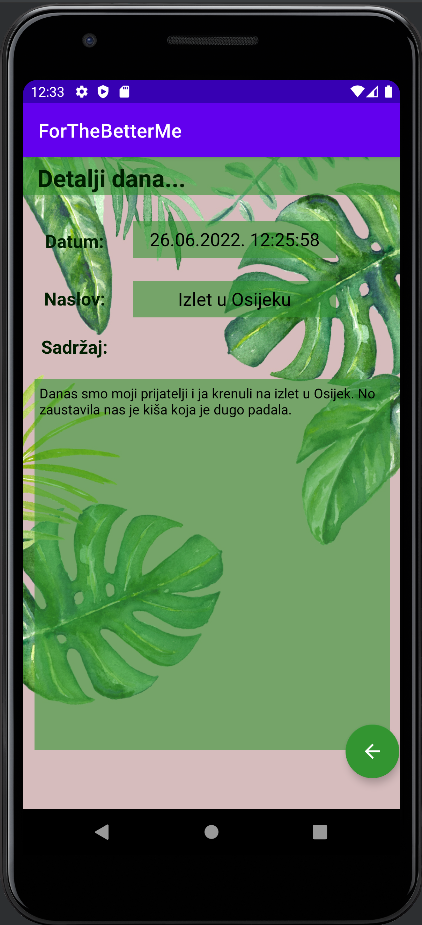 12:33
ForTheBetterMe
Detalji dana...
Datum: 26.06.2022. 12:25:58
Naslov: Izlet u Osijeku
Sadržaj:
Danas smo moji prijatelji i ja krenuli na izlet u Osijek. No
zaustavila nas je kiša koja je dugo padala.